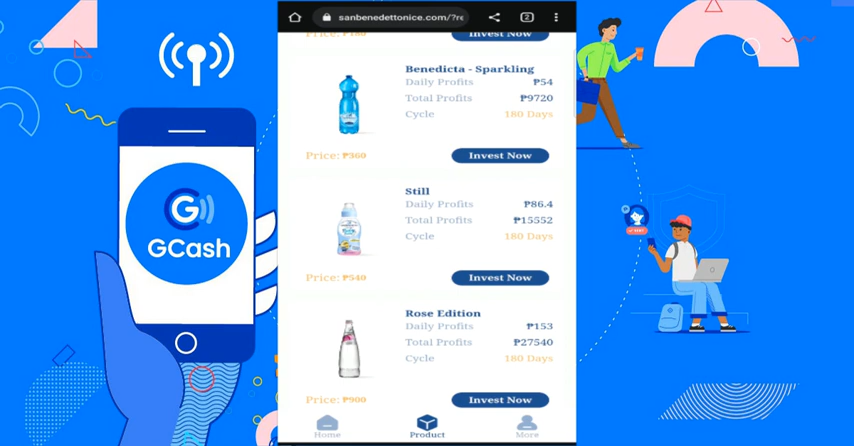 sanbenedettonice.com/?re
2
Price: ₱180
Invest Now
Benedicta - Sparkling
Daily Profits ₱54
Total Profits ₱9720
Cycle 180 Days
Price: ₱360 Invest Now
Still
Daily Profits ₱86.4
Total Profits ₱15552
Cycle 180 Days
Price: ₱540 Invest Now
Rose Edition
Daily Profits ₱153
Total Profits ₱27540
Cycle 180 Days
Price: ₱900 Invest Now
Home Product More
G
GCash